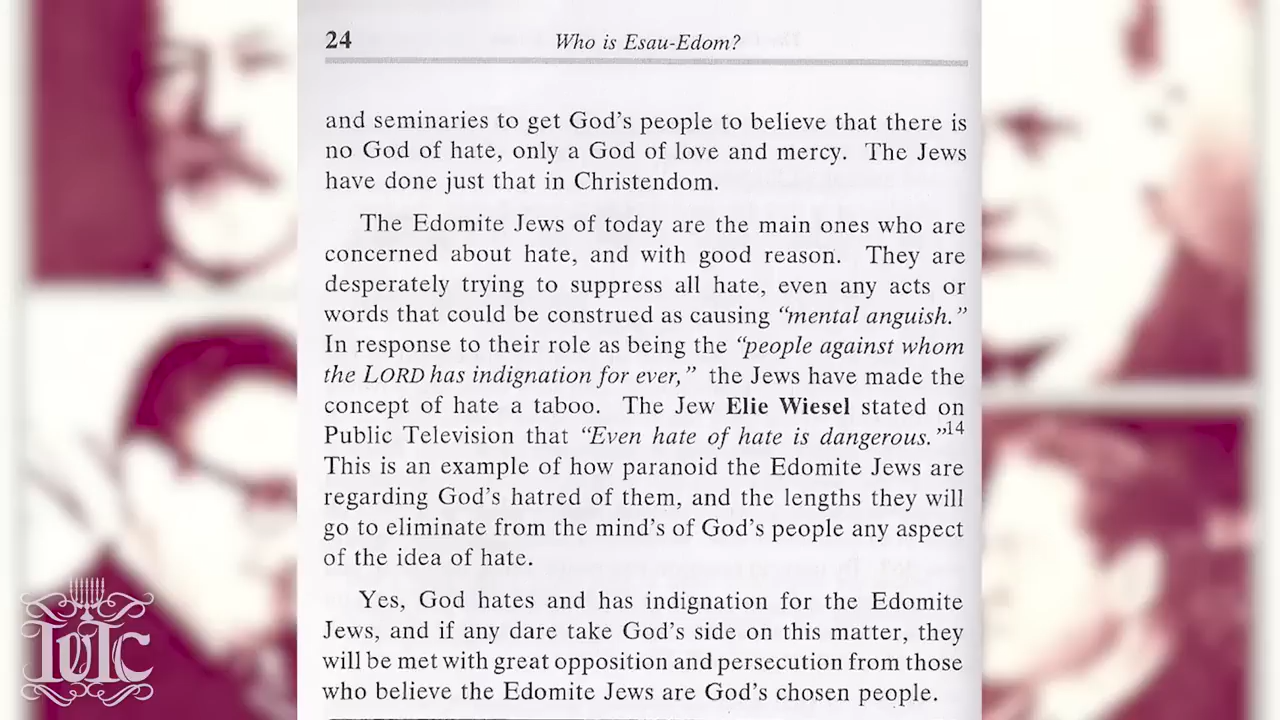 24 Who is Esau-Edom?
and seminaries to get God's people to believe that there is
no God of hate, only a God of love and mercy. The Jews
have done just that in Christendom.
The Edomite Jews of today are the main ones who are
concerned about hate, and with good reason. They are
desperately trying to suppress all hate, even any acts or
words that could be construed as causing "mental anguish."
In response to their role as being the "people against whom
the LORD has indignation for ever," the Jews have made the
concept of hate a taboo. The Jew Elie Wiesel stated on
Public Television that "Even hate of hate is dangerous."14
This is an example of how paranoid the Edomite Jews are
regarding God's hatred of them, and the lengths they will
go to eliminate from the mind's of God's people any aspect
of the idea of hate.
Yes, God hates and has indignation for the Edomite
Jews, and if any dare take God's side on this matter, they
will be met with great opposition and persecution from those
who believe the Edomite Jews are God's chosen people.
IUIC